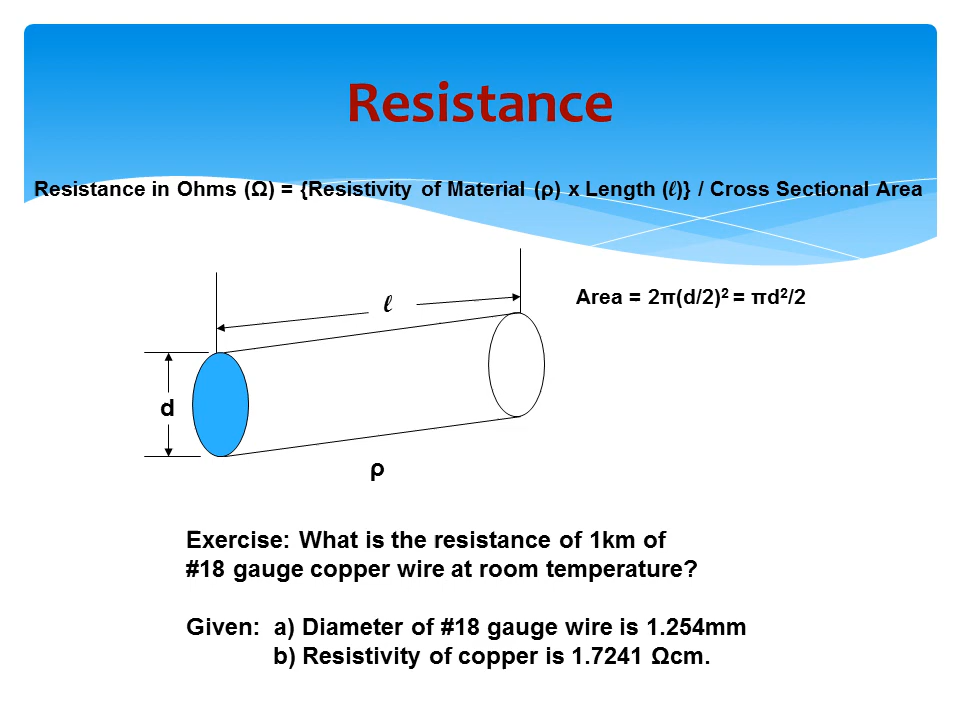 Resistance
Resistance in Ohms (Ω) = {Resistivity of Material (ρ) x Length (ℓ)} / Cross Sectional Area
Area = 2π(d/2)² = πd²/2
ℓ
d
ρ
Exercise: What is the resistance of 1km of
#18 gauge copper wire at room temperature?
Given: a) Diameter of #18 gauge wire is 1.254mm
b) Resistivity of copper is 1.7241 Ωcm.